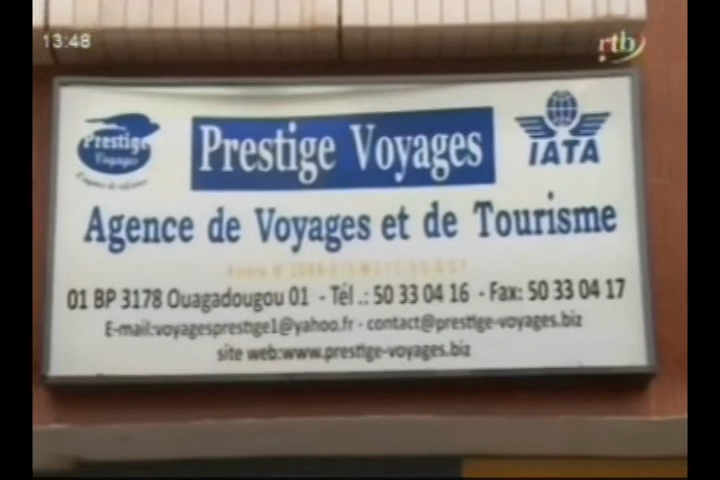 13:48
rtb
Prestige
Voyages
Prestige Voyages
IATA
Agence de Voyages et de Tourisme
01 BP 3178 Ouagadougou 01 - Tél .: 50 33 04 16 - Fax: 50 33 04 17
E-mail:voyagesprestige1@yahoo.fr - contact@prestige-voyages.biz
site web:www.prestige-voyages.biz